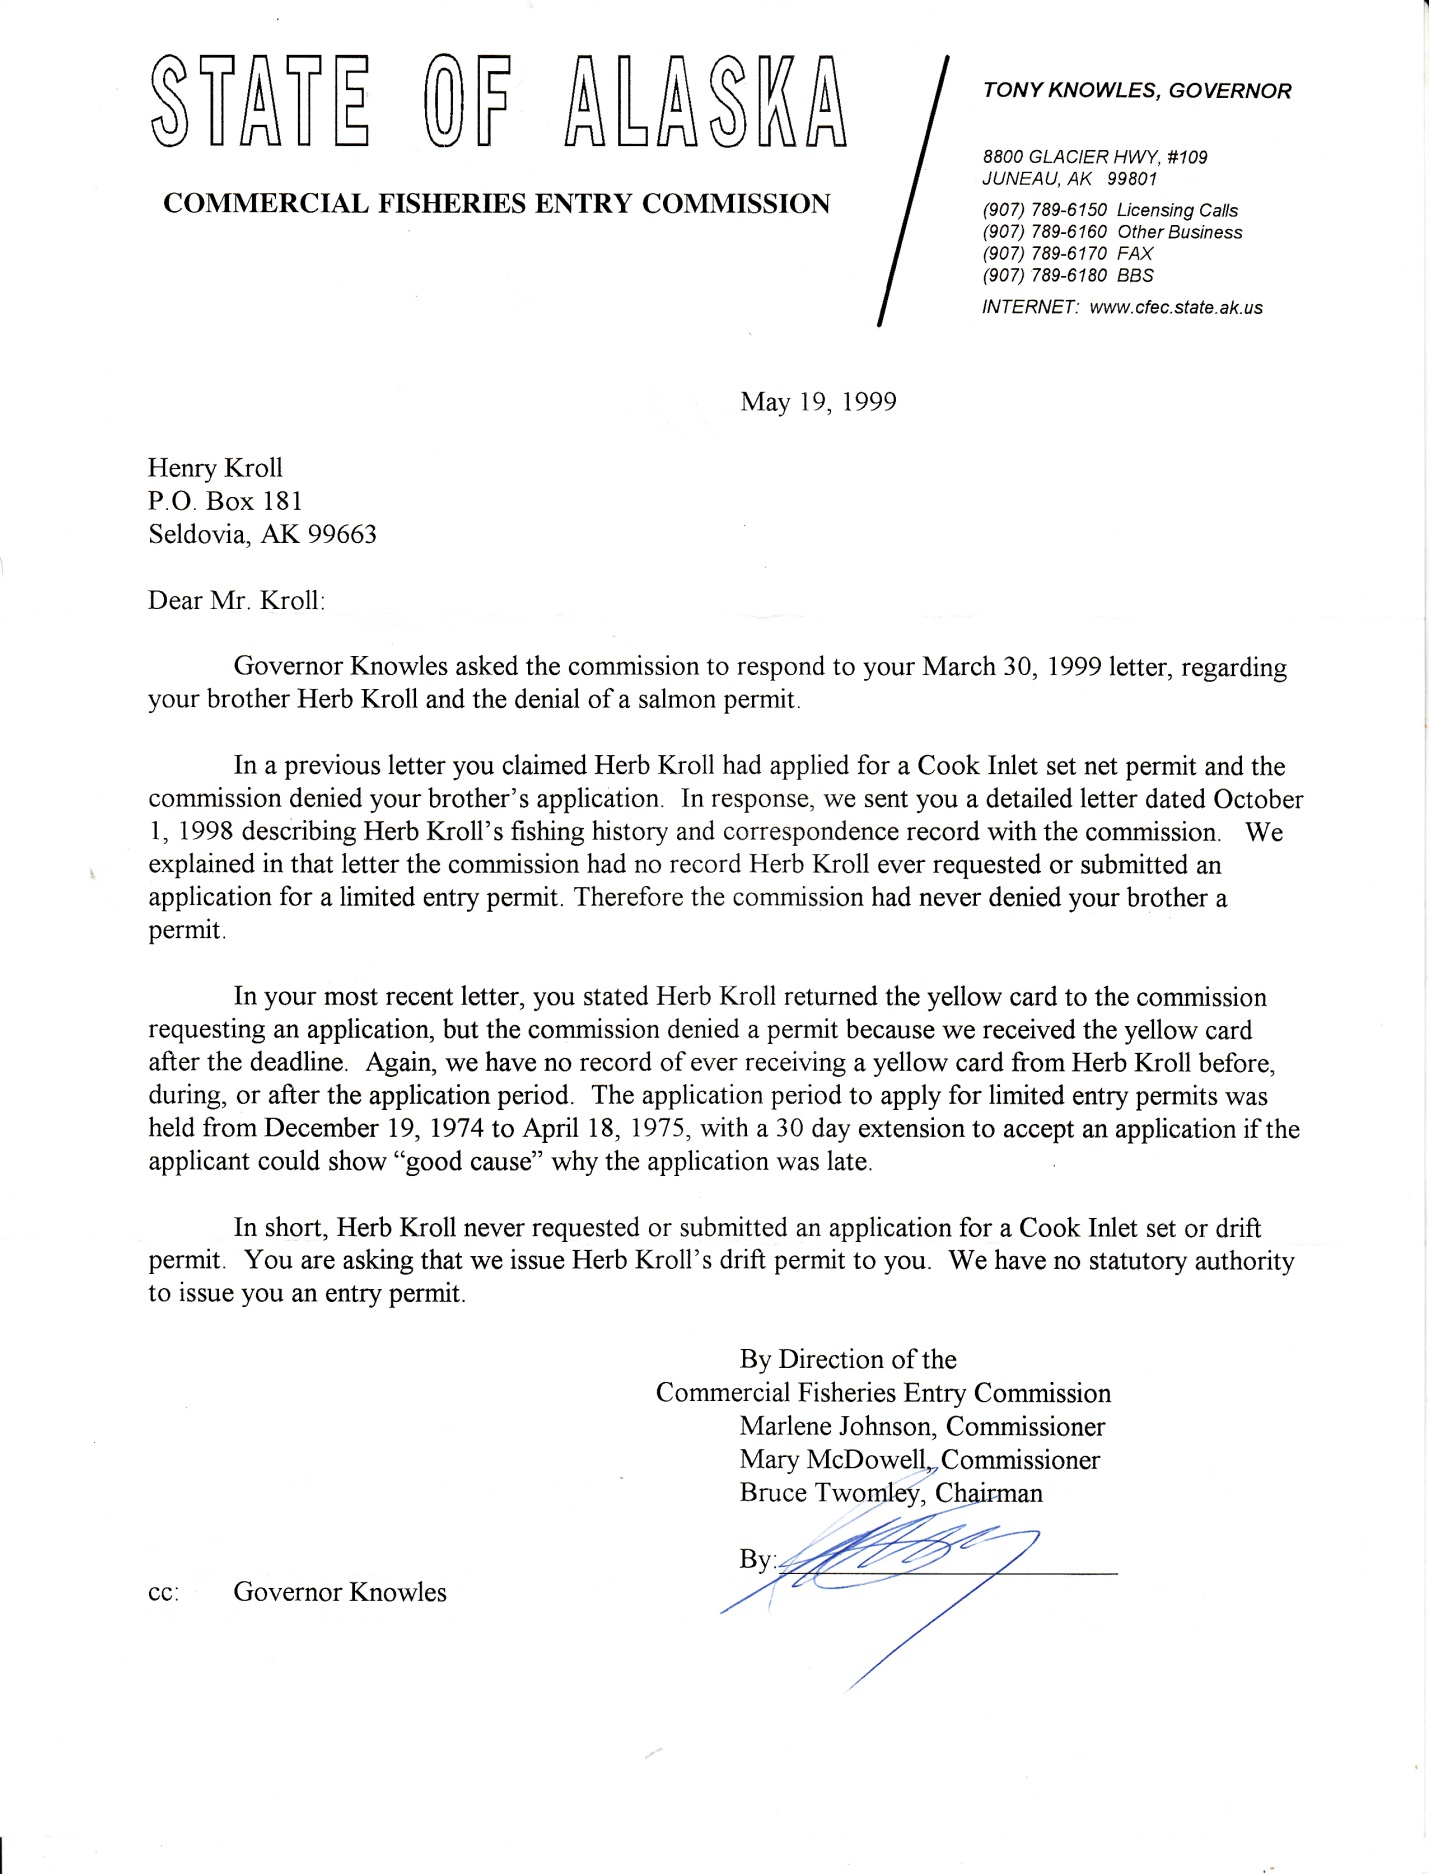 STATE OF ALASKA
COMMERCIAL FISHERIES ENTRY COMMISSION
TONY KNOWLES, GOVERNOR
8800 GLACIER HWY, #109
JUNEAU, AK 99801
(907) 789-6150 Licensing Calls
(907) 789-6160 Other Business
(907) 789-6170 FAX
(907) 789-6180 BBS
INTERNET: www.cfec.state.ak.us
May 19, 1999
Henry Kroll
P.O. Box 181
Seldovia, AK 99663
Dear Mr. Kroll:
Governor Knowles asked the commission to respond to your March 30, 1999 letter, regarding
your brother Herb Kroll and the denial of a salmon permit.
In a previous letter you claimed Herb Kroll had applied for a Cook Inlet set net permit and the
commission denied your brother's application. In response, we sent you a detailed letter dated October
1, 1998 describing Herb Kroll's fishing history and correspondence record with the commission. We
explained in that letter the commission had no record Herb Kroll ever requested or submitted an
application for a limited entry permit. Therefore the commission had never denied your brother a
permit.
In your most recent letter, you stated Herb Kroll returned the yellow card to the commission
requesting an application, but the commission denied a permit because we received the yellow card
after the deadline. Again, we have no record of ever receiving a yellow card from Herb Kroll before,
during, or after the application period. The application period to apply for limited entry permits was
held from December 19, 1974 to April 18, 1975, with a 30 day extension to accept an application if the
applicant could show “good cause” why the application was late.
In short, Herb Kroll never requested or submitted an application for a Cook Inlet set or drift
permit. You are asking that we issue Herb Kroll's drift permit to you. We have no statutory authority
to issue you an entry permit.
By Direction of the
Commercial Fisheries Entry Commission
Marlene Johnson, Commissioner
Mary McDowell, Commissioner
Bruce Twomley, Chairman
By:
cc: Governor Knowles